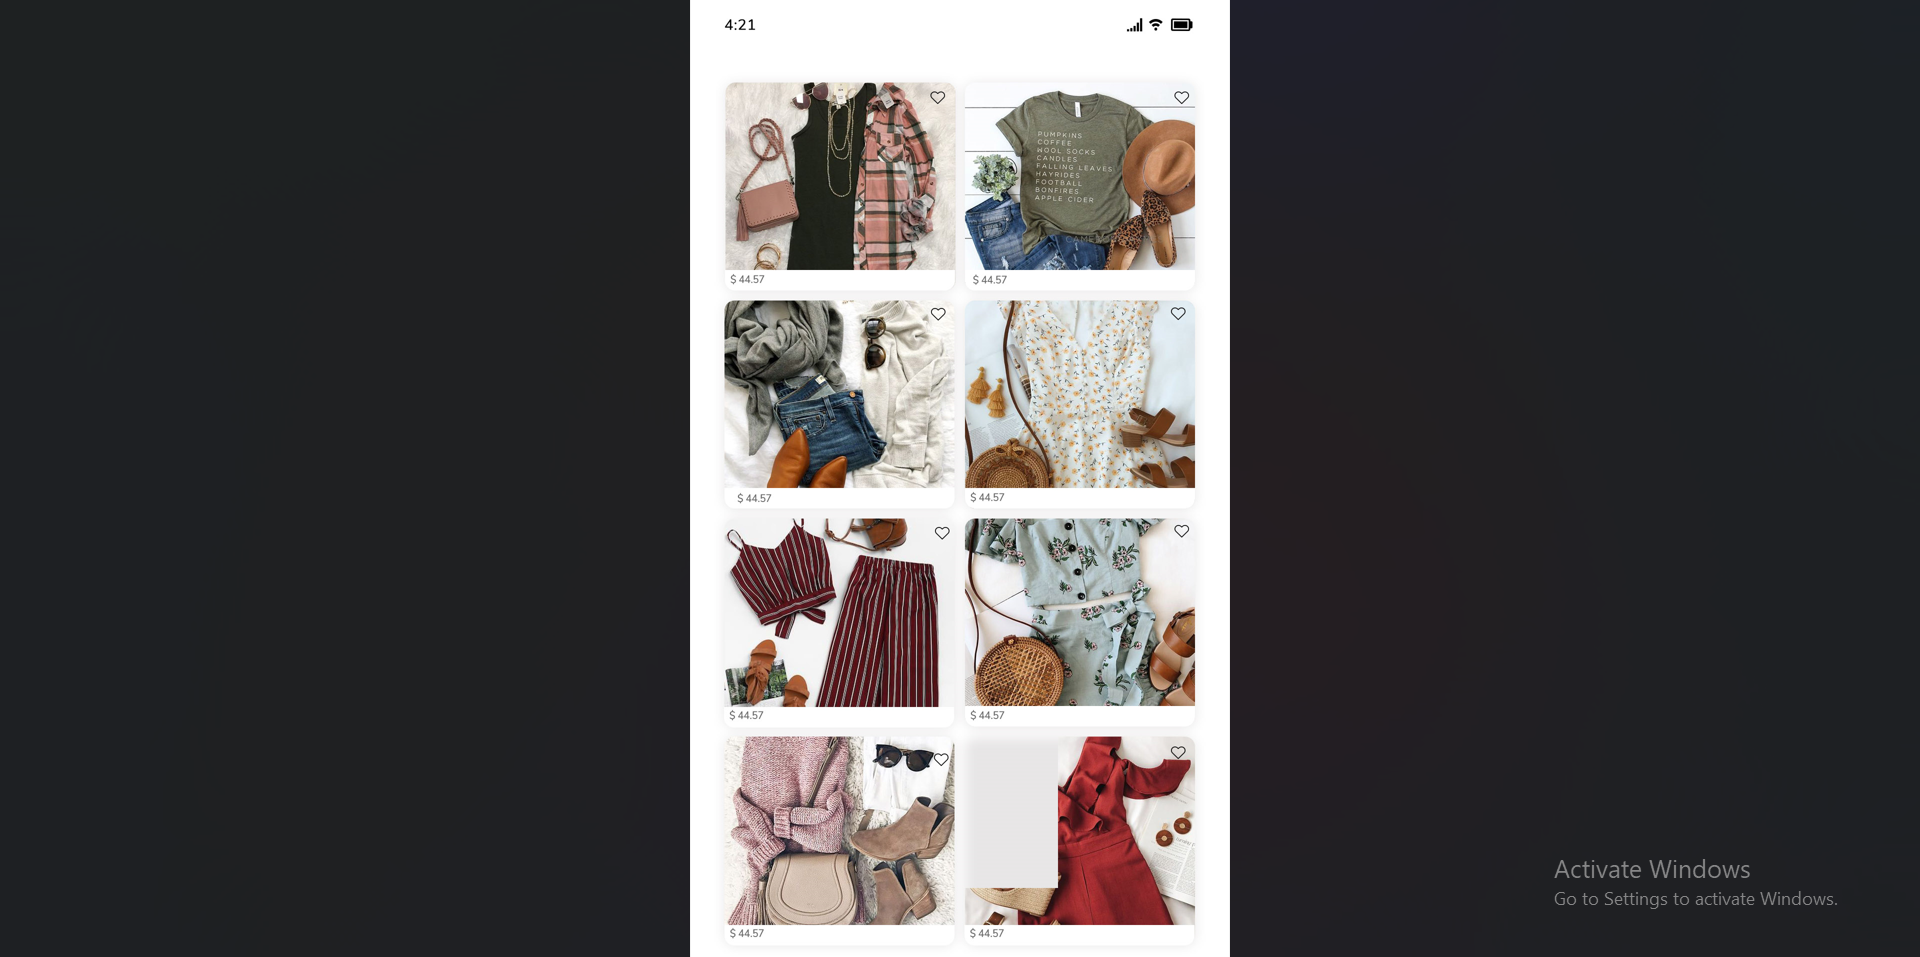 4:21
PUMPKINS
COFFEE
WOOL SOCKS
CANDLES
FALLING LEAVES
HAYRIDES
FOOTBALL
BONFIRES
APPLE CIDER
$ 44.57
$ 44.57
$ 44.57
$ 44.57
$ 44.57
$ 44.57
$ 44.57
$ 44.57
Activate Windows
Go to Settings to activate Windows.